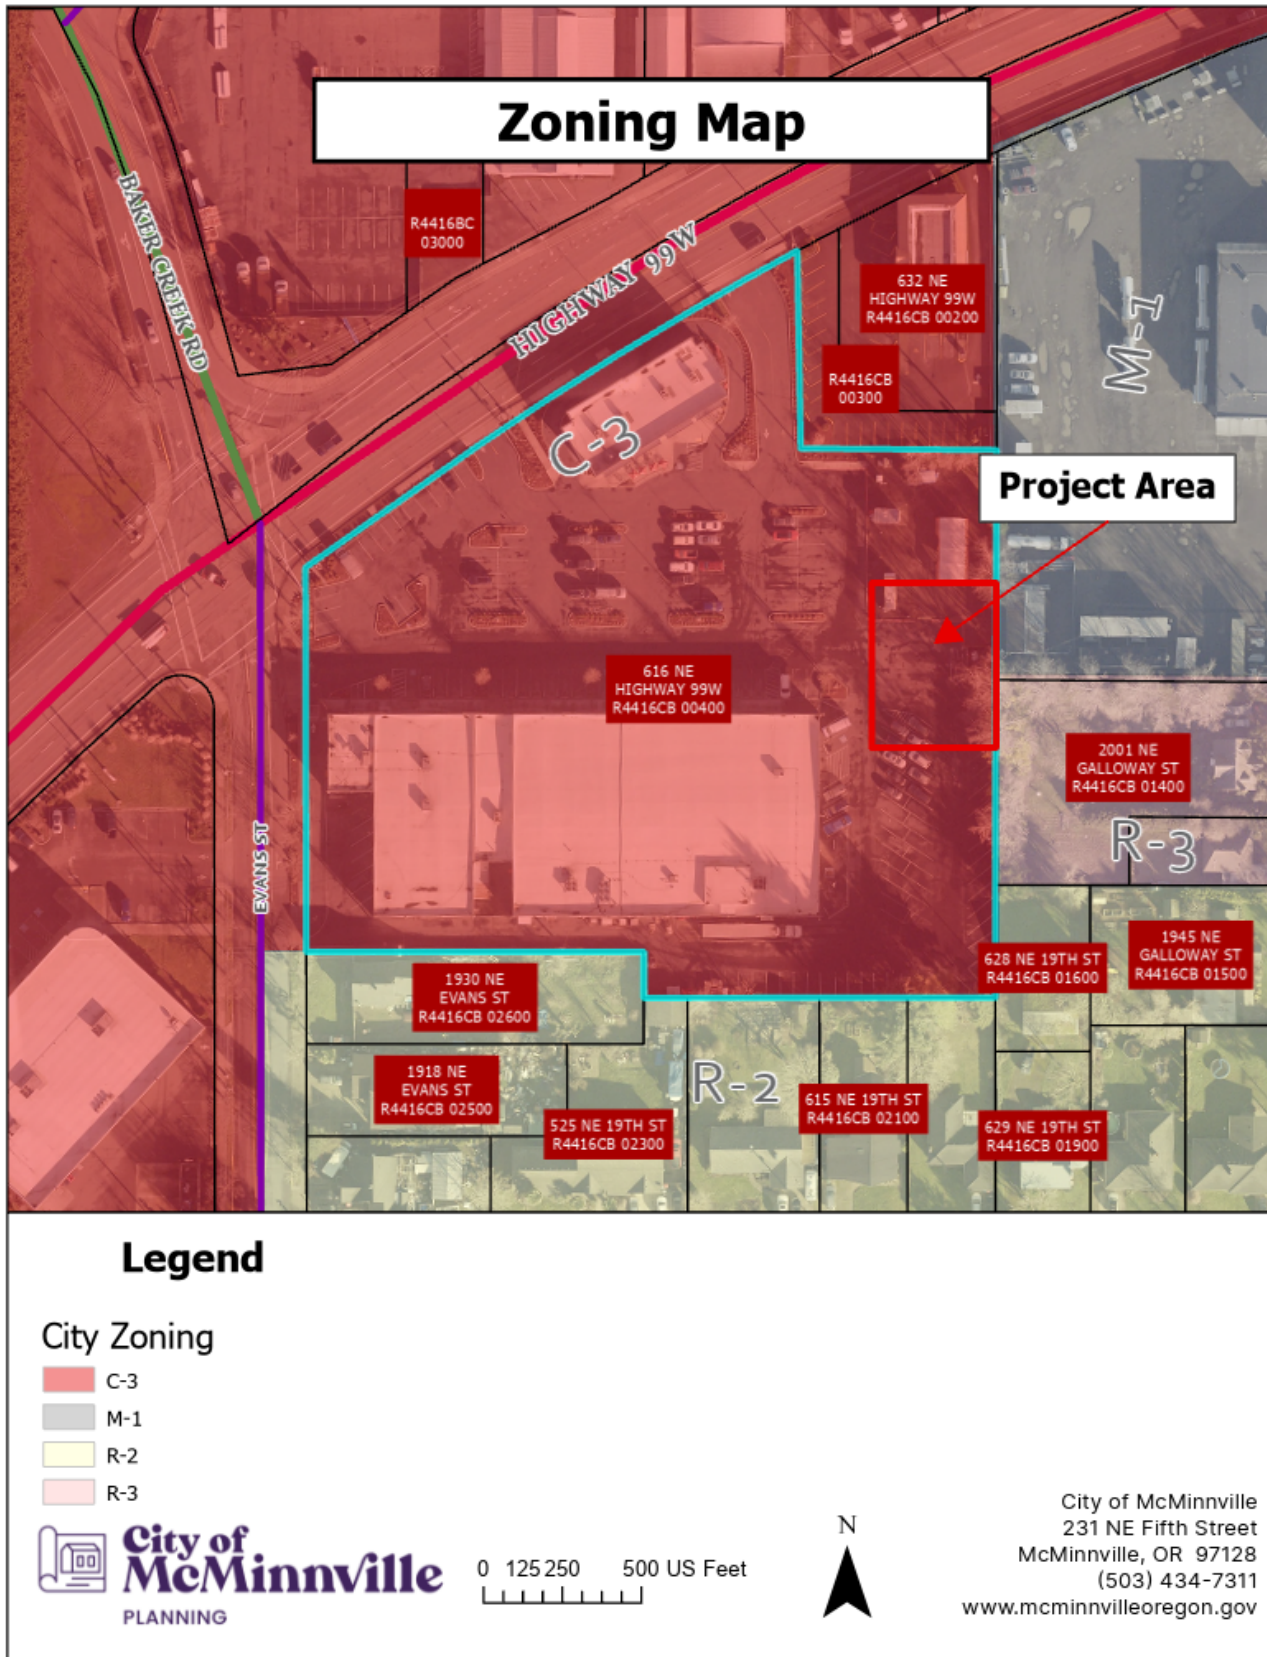 Zoning Map
BAKER CREEK RD
R4416BC
03000
HIGHWAY 99W
632 NE
HIGHWAY 99W
R4416CB 00200
M-1
R4416CB
00300
C-3
Project Area
616 NE
HIGHWAY 99W
R4416CB 00400
2001 NE
GALLOWAY ST
R4416CB 01400
R-3
EVANS ST
1945 NE
GALLOWAY ST
R4416CB 01500
628 NE 19TH ST
R4416CB 01600
1930 NE
EVANS ST
R4416CB 02600
1918 NE
EVANS ST
R4416CB 02500
R-2
615 NE 19TH ST
R4416CB 02100
525 NE 19TH ST
R4416CB 02300
629 NE 19TH ST
R4416CB 01900
Legend
City Zoning
C-3
M-1
R-2
R-3
City of
McMinnville
PLANNING
0 125 250 500 US Feet
N
City of McMinnville
231 NE Fifth Street
McMinnville, OR 97128
(503) 434-7311
www.mcminnvilleoregon.gov